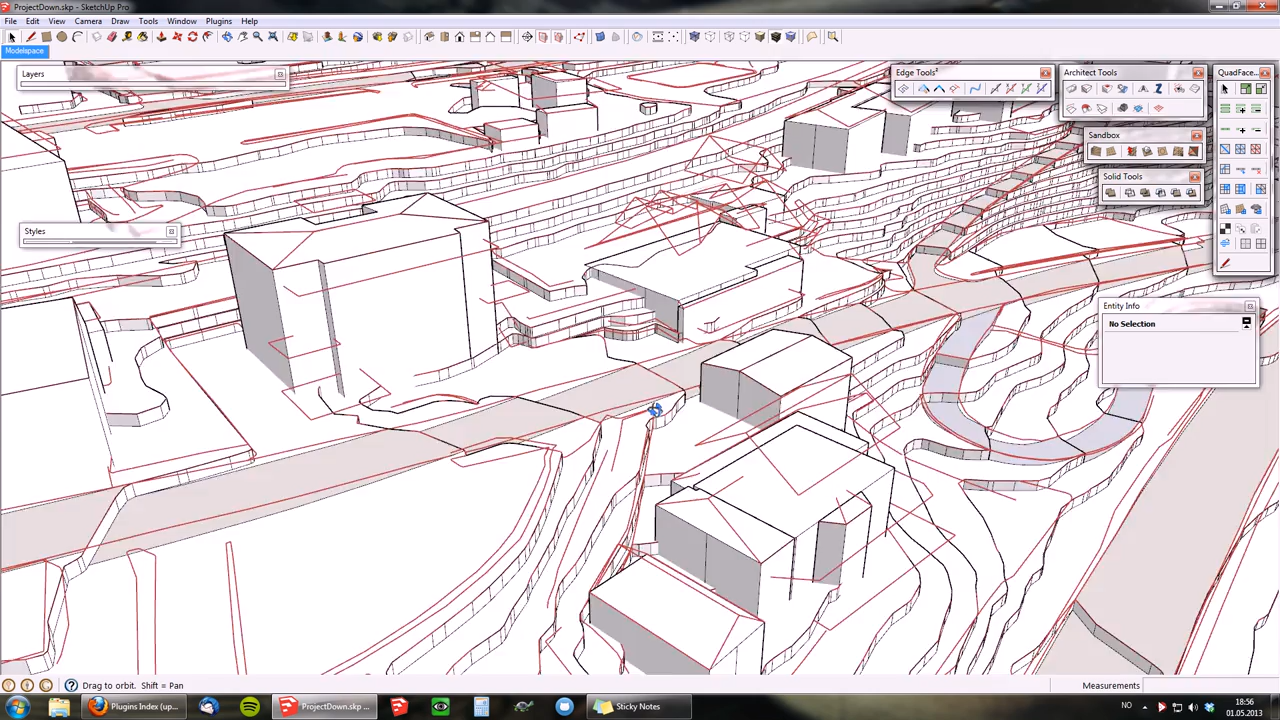 ProjectDown.skp - SketchUp Pro
File Edit View Camera Draw Tools Window Plugins Help
Modelspace
Layers
Edge Tools²
Architect Tools
QuadFace...
Sandbox
Solid Tools
Styles
Entity Info
No Selection
Drag to orbit. Shift = Pan
Measurements
Plugins Index (up...
ProjectDown.skp ...
Sticky Notes
NO
18:56
01.05.2013